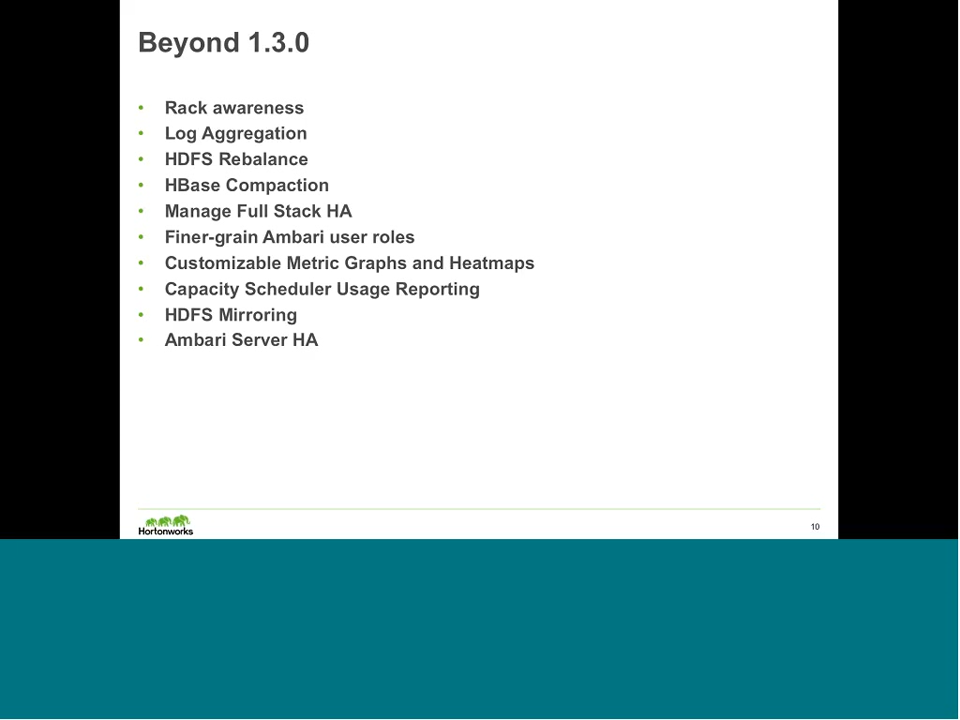 Beyond 1.3.0
• Rack awareness
• Log Aggregation
• HDFS Rebalance
• HBase Compaction
• Manage Full Stack HA
• Finer-grain Ambari user roles
• Customizable Metric Graphs and Heatmaps
• Capacity Scheduler Usage Reporting
• HDFS Mirroring
• Ambari Server HA
Hortonworks
10